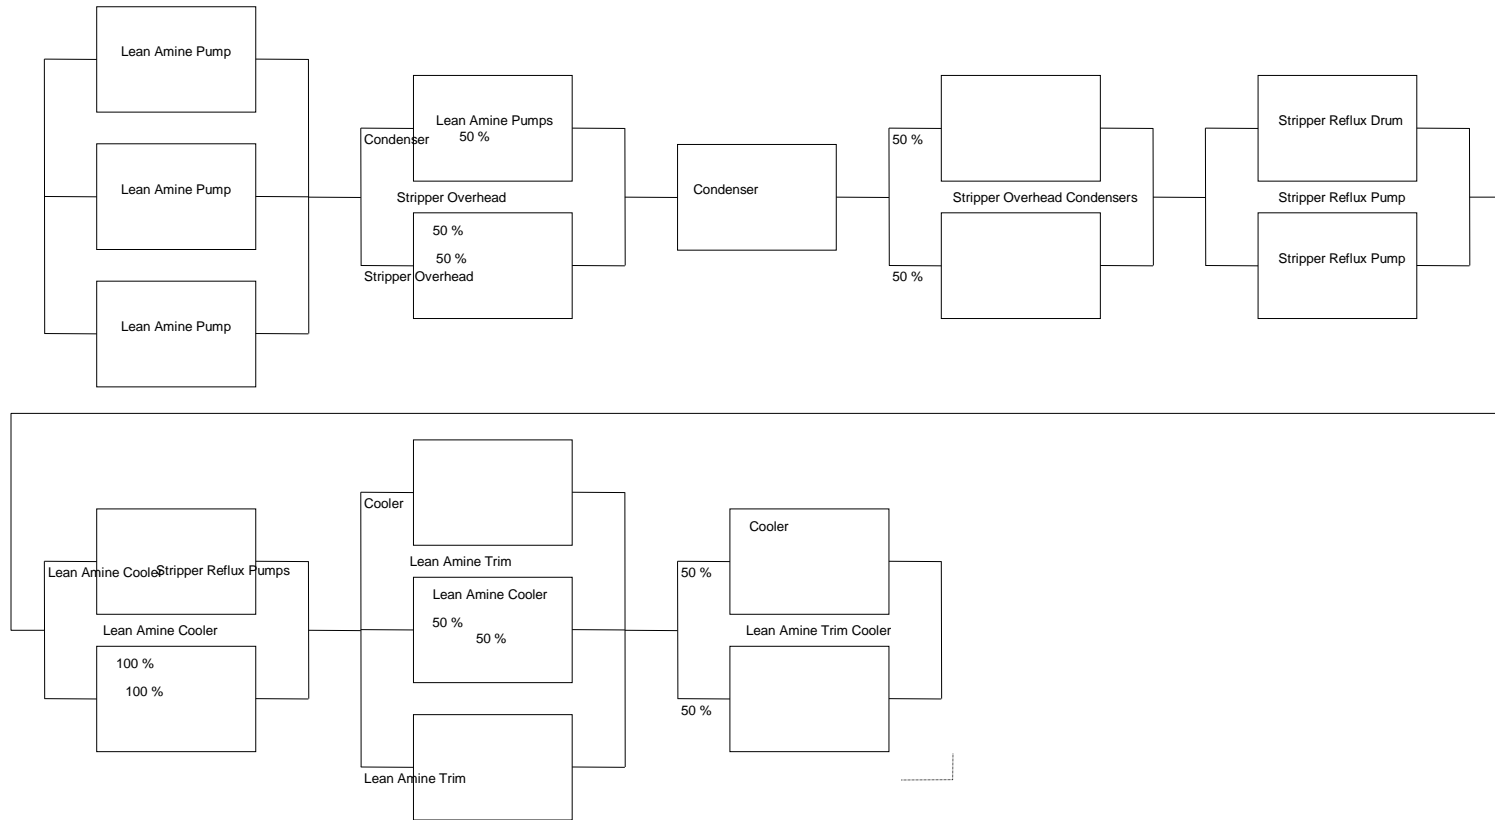 Lean Amine Pump
Lean Amine Pump
Lean Amine Pump
Condenser
Lean Amine Pumps
50 %
Stripper Overhead
50 %
50 %
Stripper Overhead
Condenser
50 %
Stripper Overhead Condensers
50 %
Stripper Reflux Drum
Stripper Reflux Pump
Stripper Reflux Pump
Lean Amine Cooler
Stripper Reflux Pumps
Lean Amine Cooler
100 %
100 %
Cooler
Lean Amine Trim
Lean Amine Cooler
50 %
50 %
Lean Amine Trim
Cooler
50 %
Lean Amine Trim Cooler
50 %